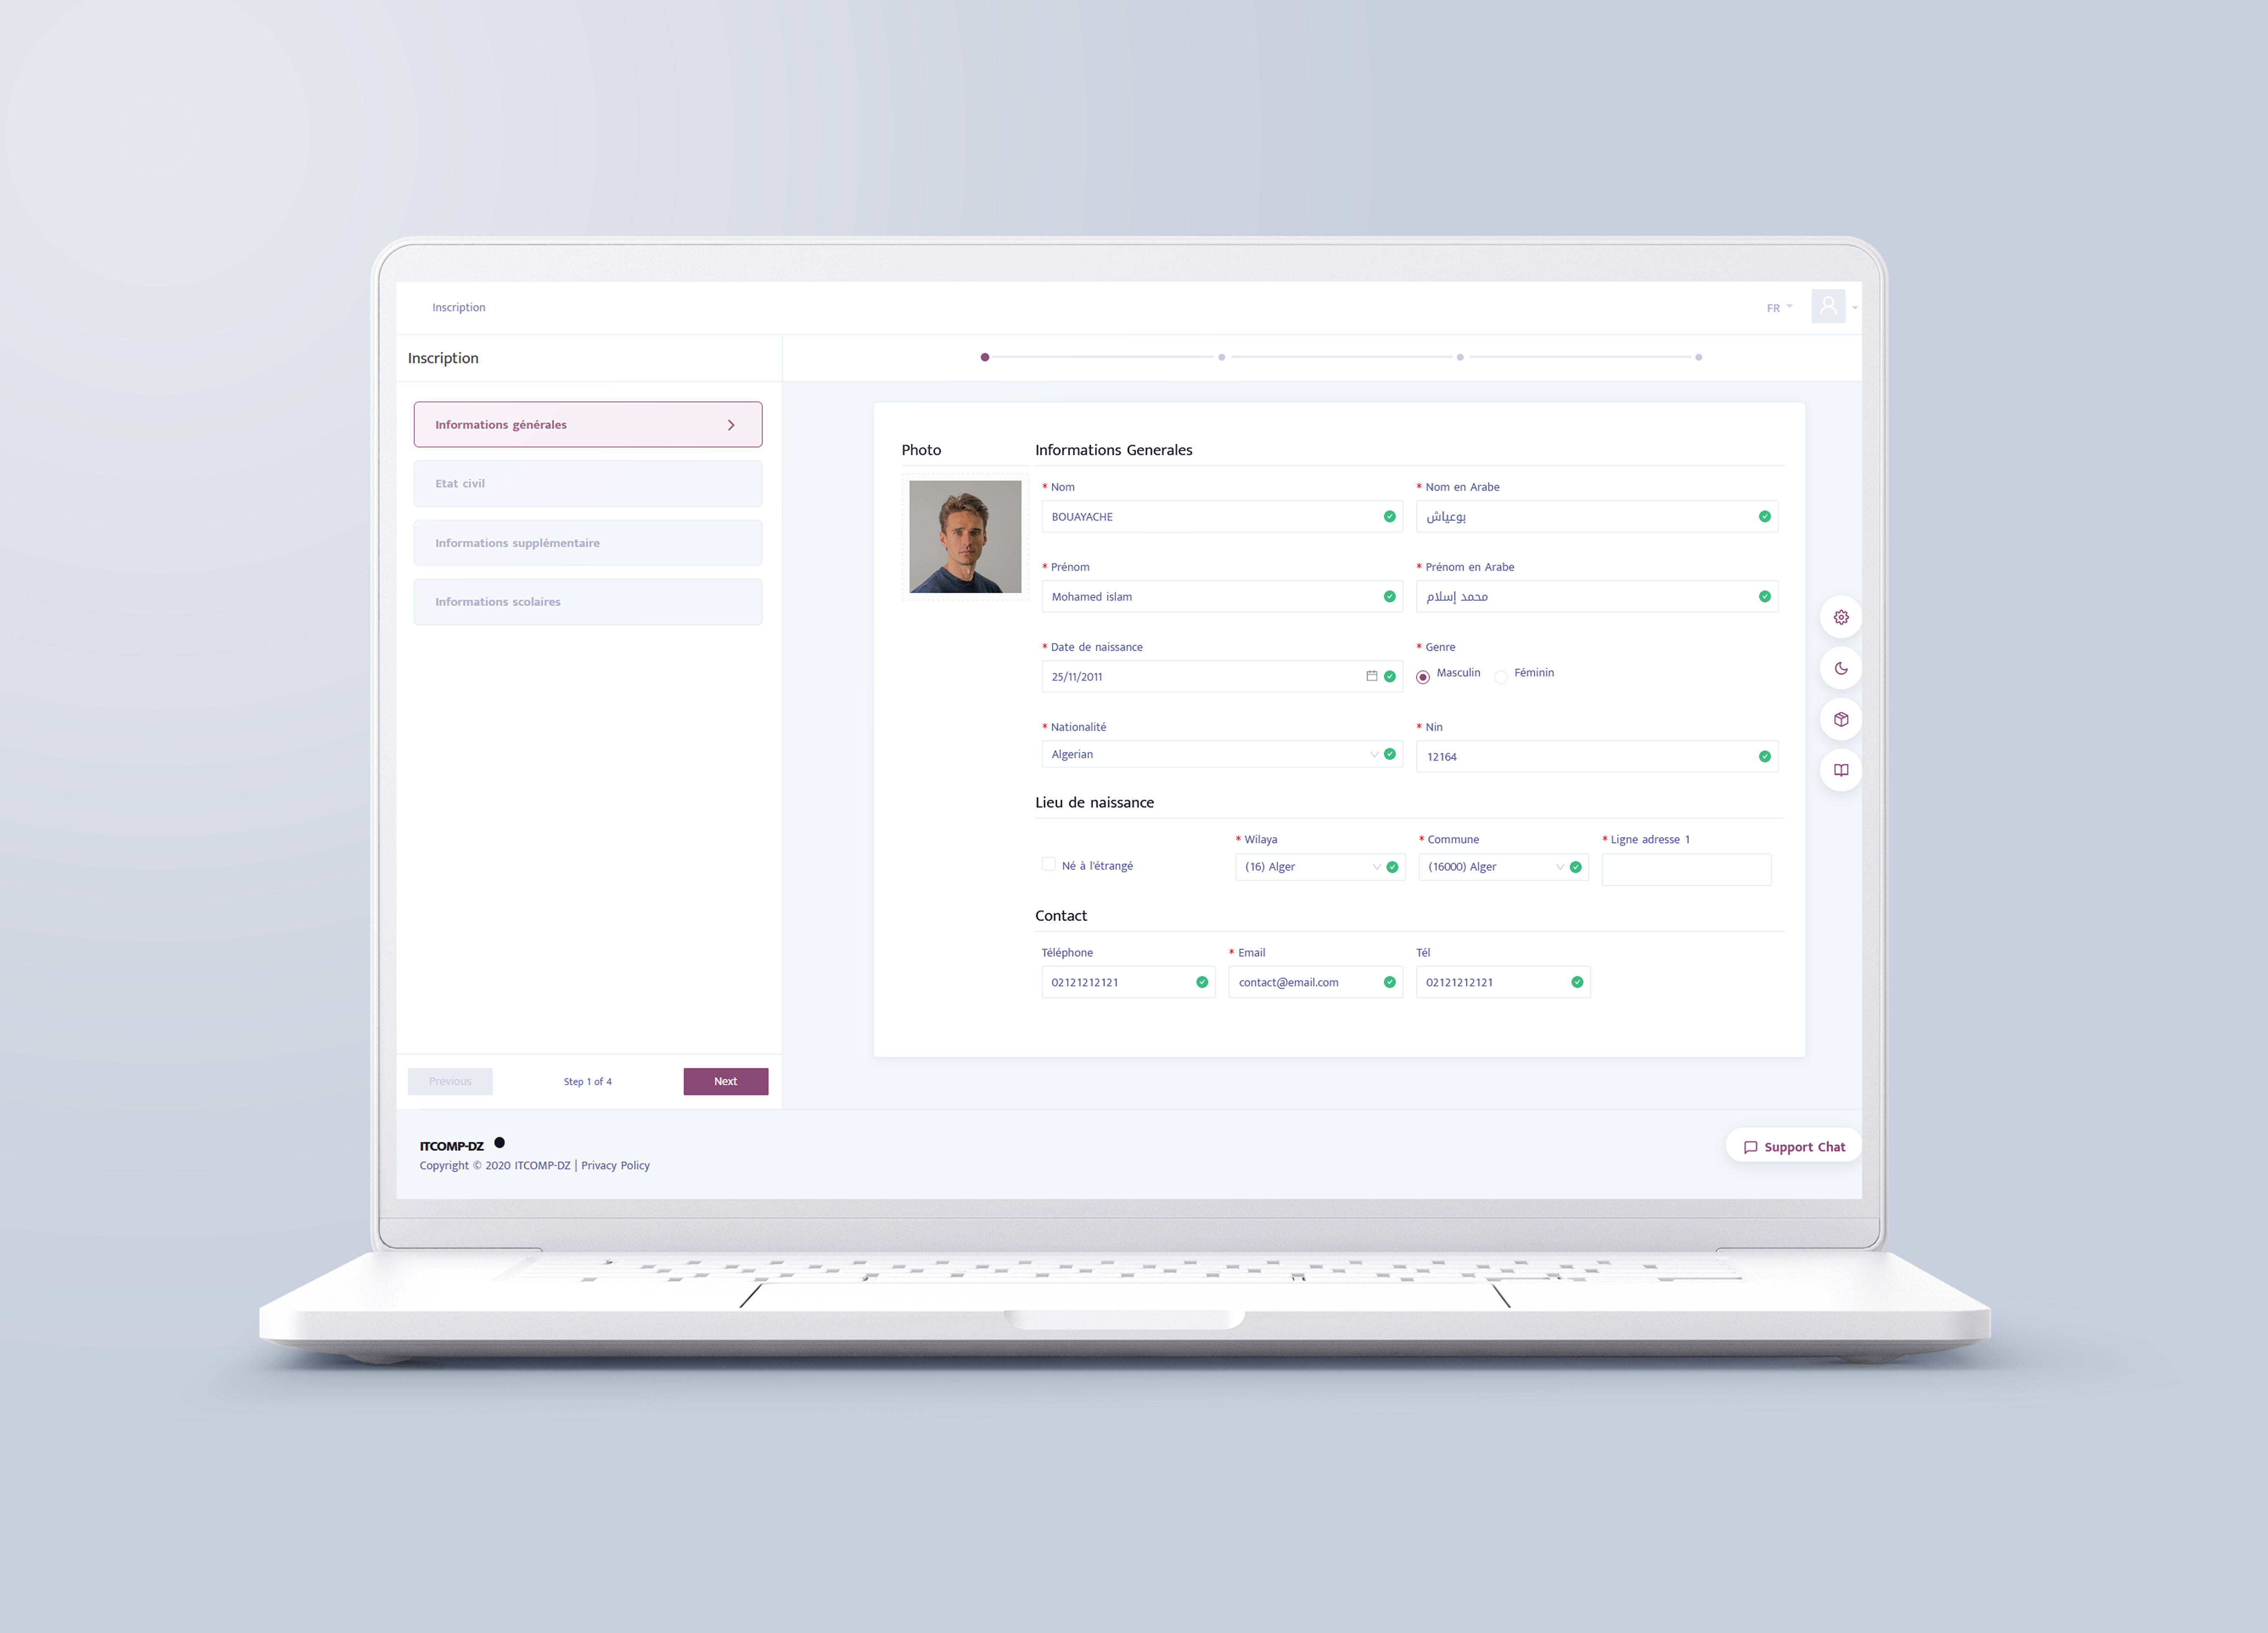 Inscription
FR
Inscription
Informations générales
Etat civil
Informations supplémentaire
Informations scolaires
Photo
Informations Generales
* Nom
* Nom en Arabe
BOUAYACHE
بوعياش
* Prénom
* Prénom en Arabe
Mohamed islam
محمد إسلام
* Date de naissance
* Genre
25/11/2011
Masculin
Féminin
* Nationalité
* Nin
Algerian
12164
Lieu de naissance
* Wilaya
* Commune
* Ligne adresse 1
Né à l'étrangé
(16) Alger
(16000) Alger
Contact
Téléphone
* Email
Tél
02121212121
contact@email.com
02121212121
Previous
Step 1 of 4
Next
ITCOMP-DZ
Copyright © 2020 ITCOMP-DZ | Privacy Policy
Support Chat